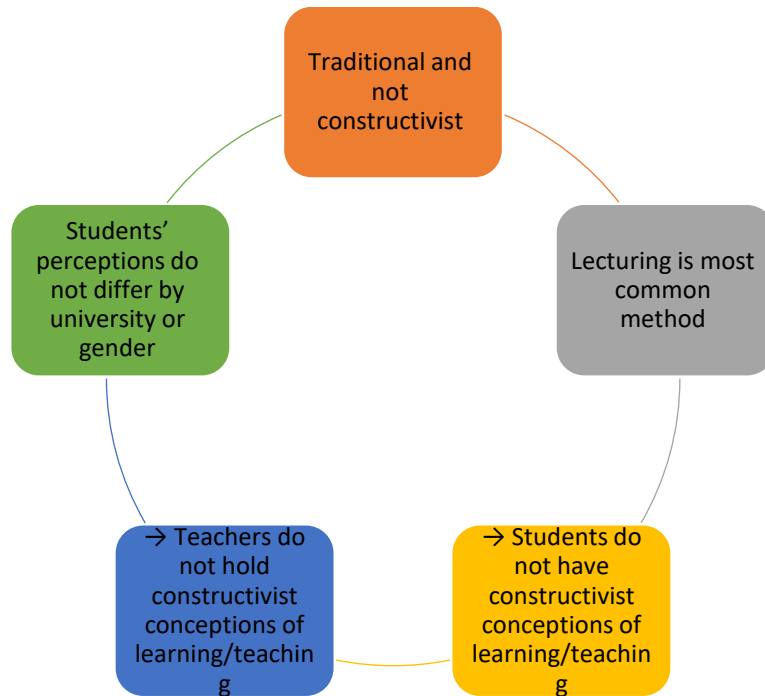 Traditional and
not
constructivist
Lecturing is most
common
method
→ Students do
not have
constructivist
conceptions of
learning/teachin
g
→ Teachers do
not hold
constructivist
conceptions of
learning/teachin
g
Students’
perceptions do
not differ by
university or
gender